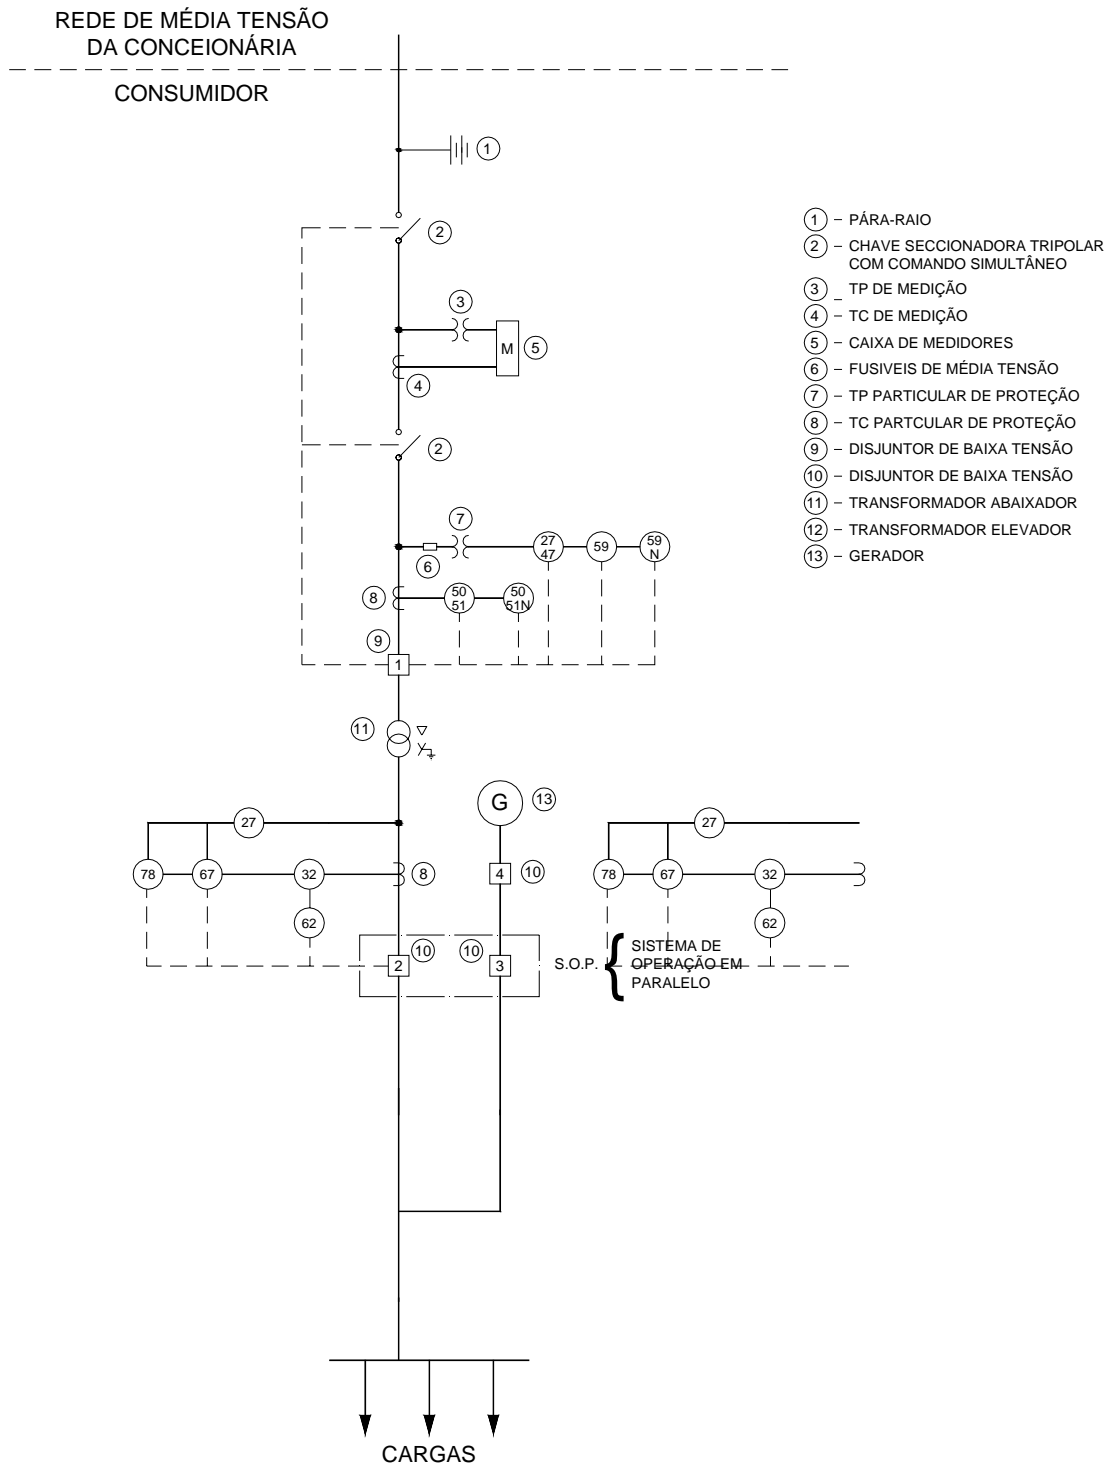 REDE DE MÉDIA TENSÃO
DA CONCEIONÁRIA
CONSUMIDOR
1
2
3
M
5
4
2
7
27
47
59
59
N
6
8
50
51
50
51N
9
1
11
G
13
27
78
67
32
8
4
10
62
10
10
2
3
27
78
67
32
62
S.O.P.
{
SISTEMA DE
OPERAÇÃO EM
PARALELO
CARGAS
1 – PÁRA-RAIO
2 – CHAVE SECCIONADORA TRIPOLAR
COM COMANDO SIMULTÂNEO
3 – TP DE MEDIÇÃO
4 – TC DE MEDIÇÃO
5 – CAIXA DE MEDIDORES
6 – FUSIVEIS DE MÉDIA TENSÃO
7 – TP PARTICULAR DE PROTEÇÃO
8 – TC PARTCULAR DE PROTEÇÃO
9 – DISJUNTOR DE BAIXA TENSÃO
10 – DISJUNTOR DE BAIXA TENSÃO
11 – TRANSFORMADOR ABAIXADOR
12 – TRANSFORMADOR ELEVADOR
13 – GERADOR